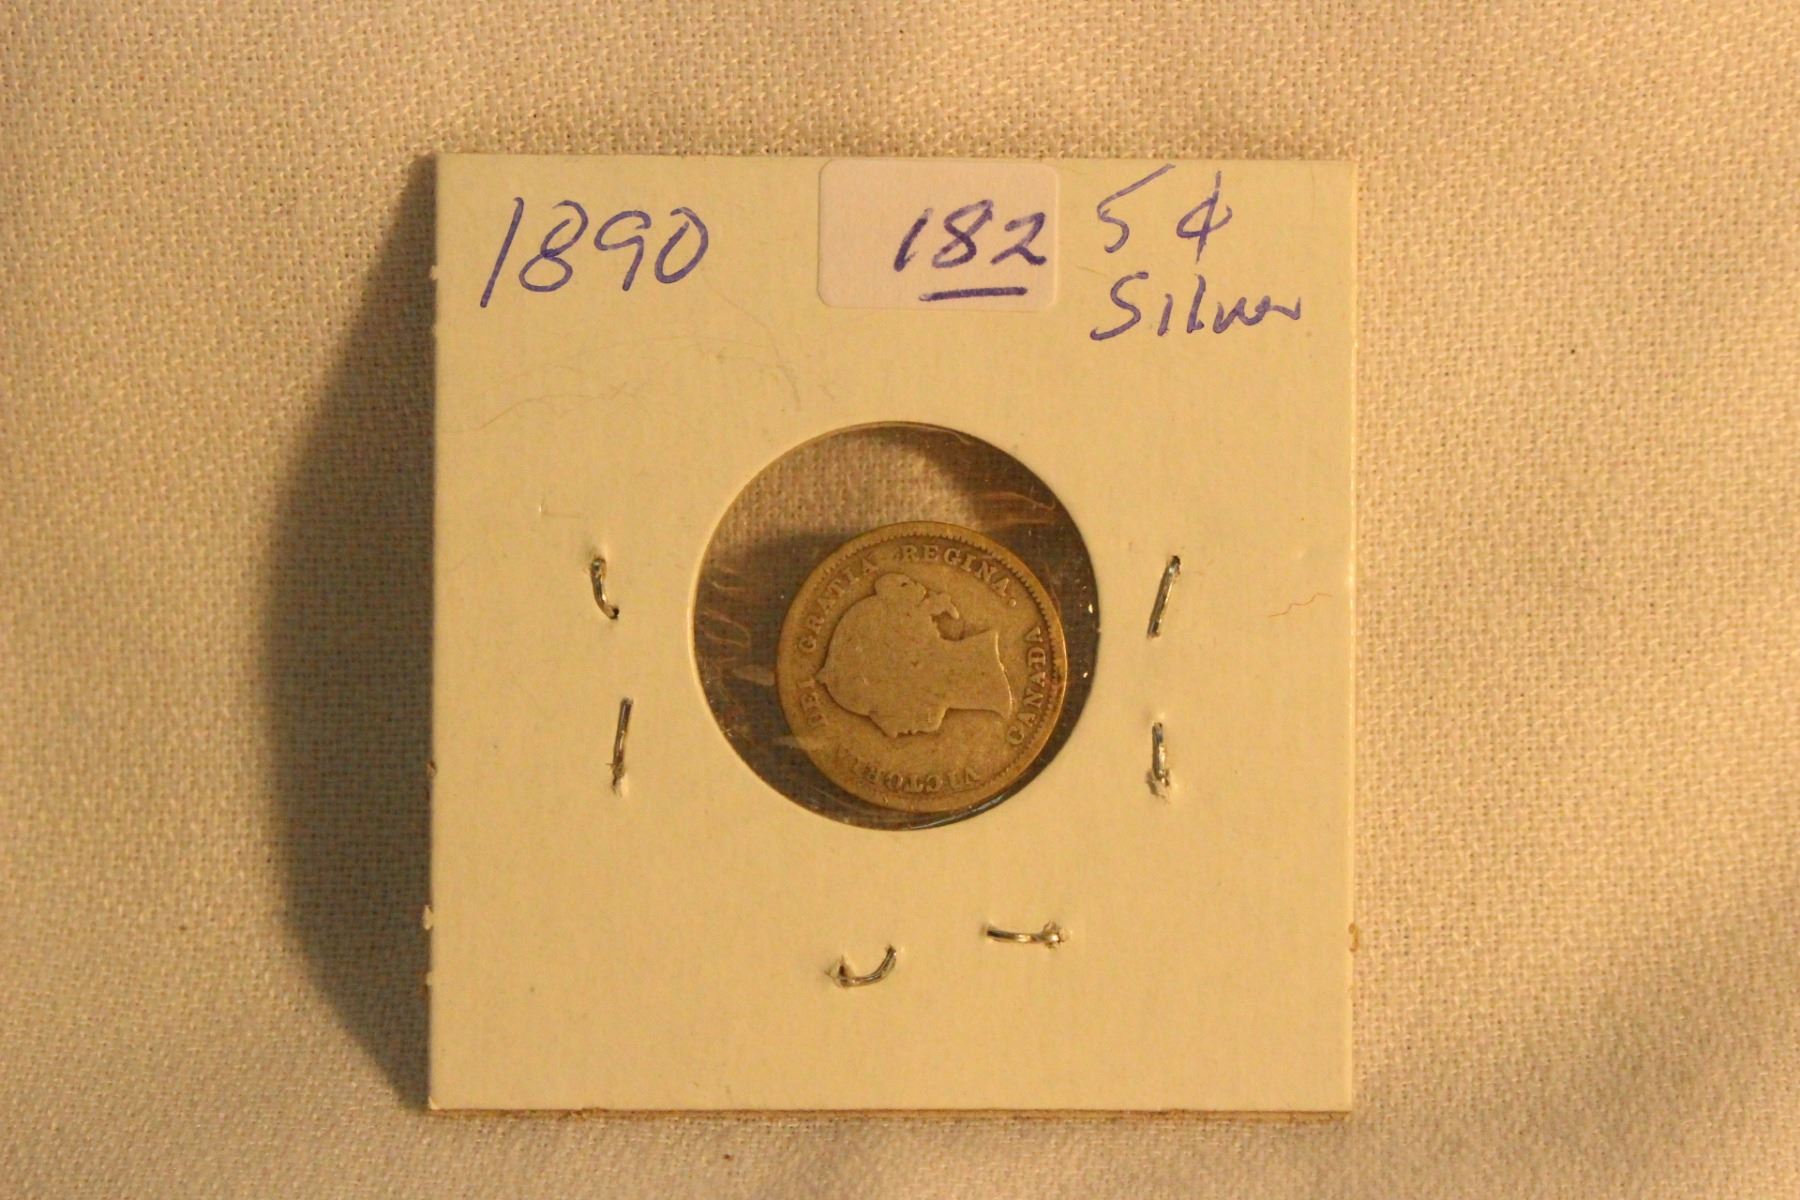 1890
182
5¢
Silver
VICTORIA DEI GRATIA REGINA.
CANADA